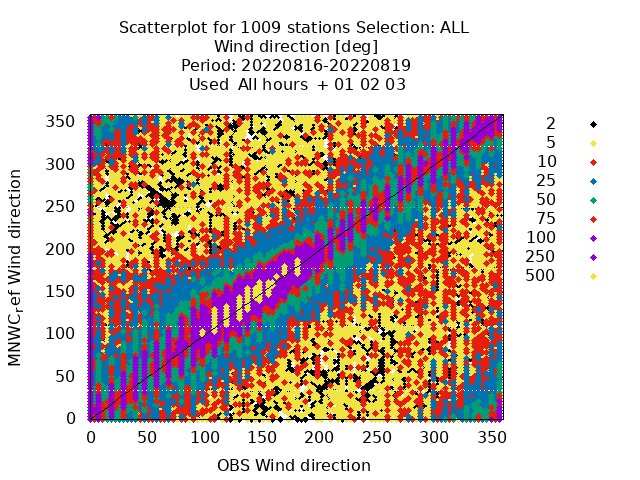 Scatterplot for 1009 stations Selection: ALL
Wind direction [deg]
Period: 20220816-20220819
Used All hours + 01 02 03
350
300
250
200
150
100
50
0
MNWC_ref Wind direction
0 50 100 150 200 250 300 350
OBS Wind direction
2
5
10
25
50
75
100
250
500